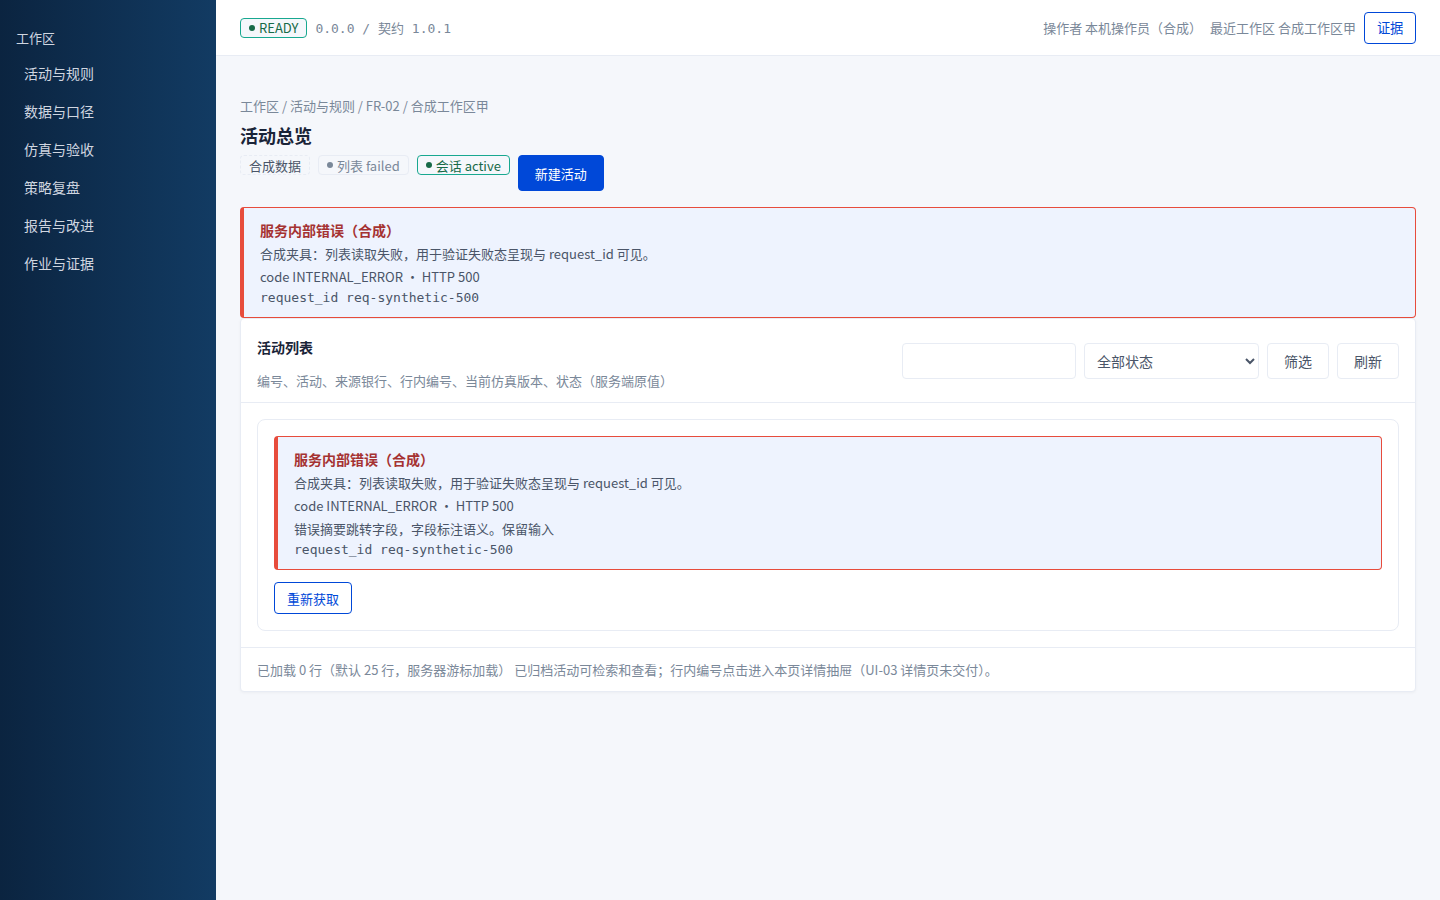 工作区
活动与规则
数据与口径
仿真与验收
策略复盘
报告与改进
作业与证据
READY 0.0.0 / 契约 1.0.1
操作者 本机操作员（合成） 最近工作区 合成工作区甲 证据
工作区 / 活动与规则 / FR-02 / 合成工作区甲
活动总览
合成数据 列表 failed 会话 active 新建活动
服务内部错误（合成）
合成夹具：列表读取失败，用于验证失败态呈现与 request_id 可见。
code INTERNAL_ERROR · HTTP 500
request_id req-synthetic-500
活动列表
编号、活动、来源银行、行内编号、当前仿真版本、状态（服务端原值）
全部状态 筛选 刷新
服务内部错误（合成）
合成夹具：列表读取失败，用于验证失败态呈现与 request_id 可见。
code INTERNAL_ERROR · HTTP 500
错误摘要跳转字段，字段标注语义。保留输入
request_id req-synthetic-500
重新获取
已加载 0 行（默认 25 行，服务器游标加载） 已归档活动可检索和查看；行内编号点击进入本页详情抽屉（UI-03 详情页未交付）。